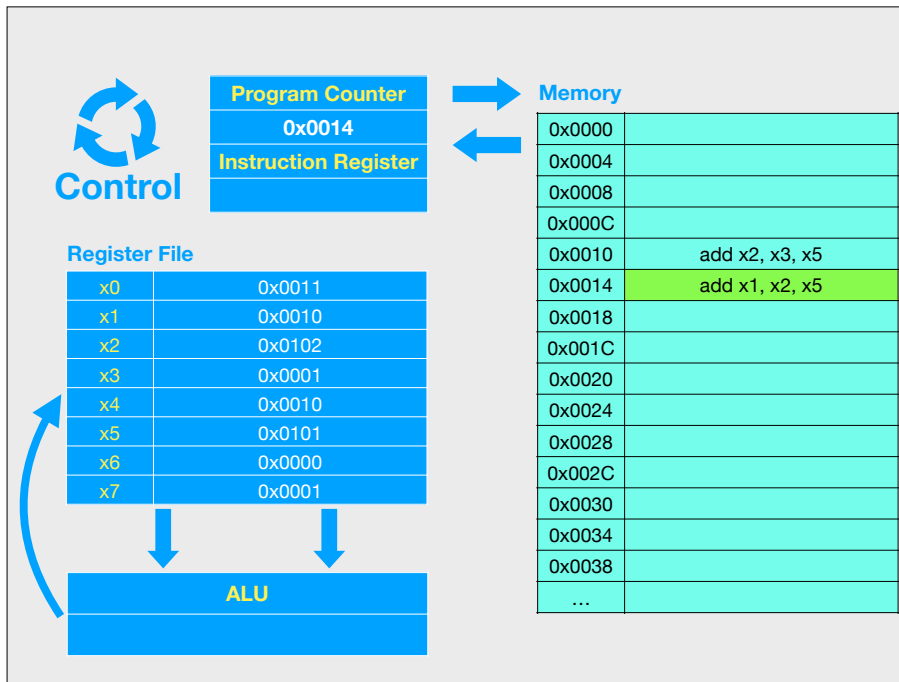 Program Counter
0x0014
Instruction Register
Control
Register File
x0 0x0011
x1 0x0010
x2 0x0102
x3 0x0001
x4 0x0010
x5 0x0101
x6 0x0000
x7 0x0001
ALU
Memory
0x0000
0x0004
0x0008
0x000C
0x0010 add x2, x3, x5
0x0014 add x1, x2, x5
0x0018
0x001C
0x0020
0x0024
0x0028
0x002C
0x0030
0x0034
0x0038
…